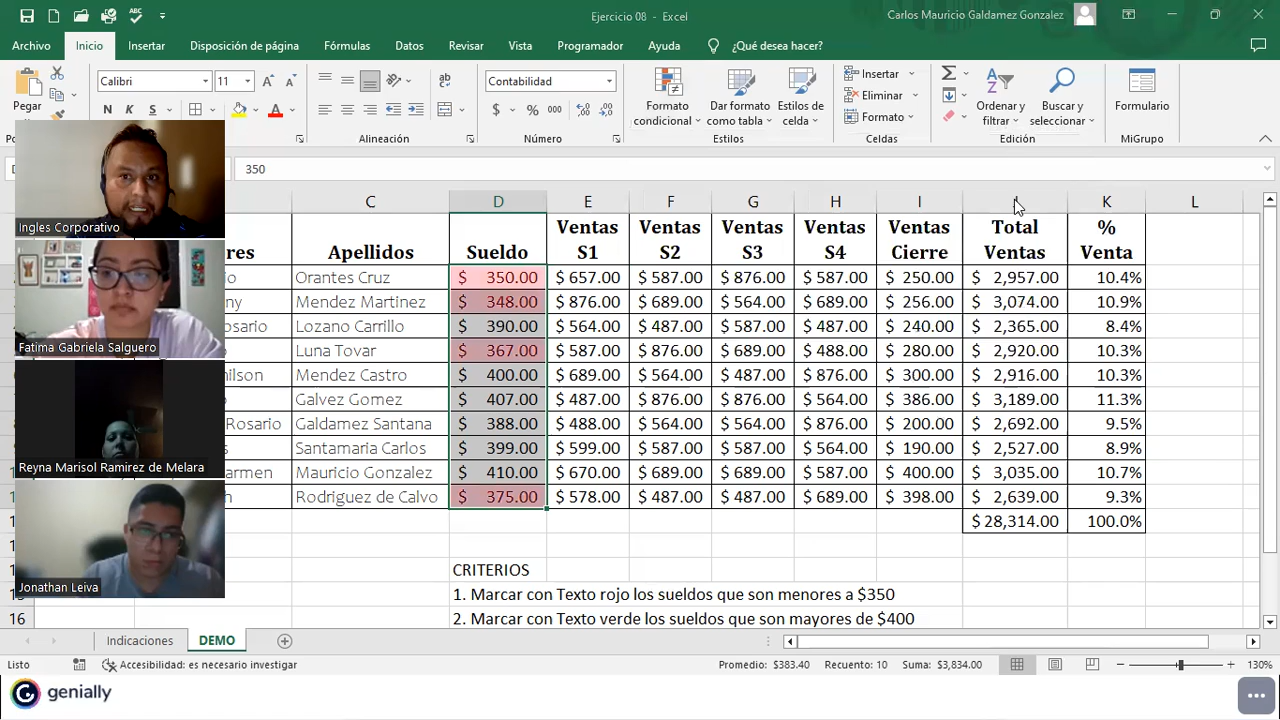 Ejercicio 08 - Excel
Carlos Mauricio Galdamez Gonzalez
Archivo Inicio Insertar Disposición de página Fórmulas Datos Revisar Vista Programador Ayuda ¿Qué desea hacer?
Pegar
Calibri 11
N K S
Alineación
Contabilidad
$ % 000
Número
Formato condicional
Dar formato como tabla
Estilos de celda
Estilos
Insertar
Eliminar
Formato
Celdas
Ordenar y filtrar
Buscar y seleccionar
Edición
Formulario
MiGrupo
350
C D E F G H I K L
Apellidos Sueldo Ventas S1 Ventas S2 Ventas S3 Ventas S4 Ventas Cierre Total Ventas % Venta
Orantes Cruz $ 350.00 $ 657.00 $ 587.00 $ 876.00 $ 587.00 $ 250.00 $ 2,957.00 10.4%
Mendez Martinez $ 348.00 $ 876.00 $ 689.00 $ 564.00 $ 689.00 $ 256.00 $ 3,074.00 10.9%
Lozano Carrillo $ 390.00 $ 564.00 $ 487.00 $ 587.00 $ 487.00 $ 240.00 $ 2,365.00 8.4%
Luna Tovar $ 367.00 $ 587.00 $ 876.00 $ 689.00 $ 488.00 $ 280.00 $ 2,920.00 10.3%
Mendez Castro $ 400.00 $ 689.00 $ 564.00 $ 487.00 $ 876.00 $ 300.00 $ 2,916.00 10.3%
Galvez Gomez $ 407.00 $ 487.00 $ 876.00 $ 876.00 $ 564.00 $ 386.00 $ 3,189.00 11.3%
Rosario Galdamez Santana $ 388.00 $ 488.00 $ 564.00 $ 564.00 $ 876.00 $ 200.00 $ 2,692.00 9.5%
Santamaria Carlos $ 399.00 $ 599.00 $ 587.00 $ 587.00 $ 564.00 $ 190.00 $ 2,527.00 8.9%
Mauricio Gonzalez $ 410.00 $ 670.00 $ 689.00 $ 689.00 $ 587.00 $ 400.00 $ 3,035.00 10.7%
Rodriguez de Calvo $ 375.00 $ 578.00 $ 487.00 $ 487.00 $ 689.00 $ 398.00 $ 2,639.00 9.3%
$ 28,314.00 100.0%
CRITERIOS
1. Marcar con Texto rojo los sueldos que son menores a $350
16 2. Marcar con Texto verde los sueldos que son mayores de $400
Ingles Corporativo
Fatima Gabriela Salguero
Reyna Marisol Ramirez de Melara
Jonathan Leiva
Indicaciones DEMO
Listo Accesibilidad: es necesario investigar Promedio: $383.40 Recuento: 10 Suma: $3,834.00 130%
genially